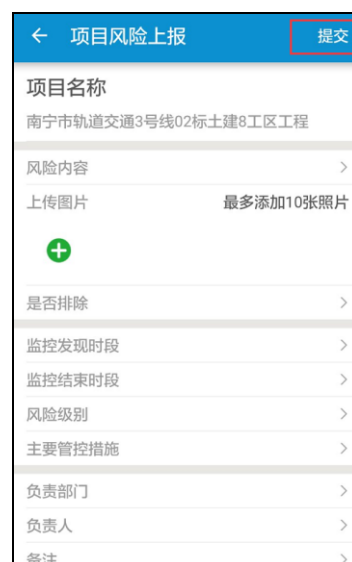 项目风险上报 提交
项目名称
南宁市轨道交通3号线02标土建8工区工程
风险内容
上传图片 最多添加10张照片
是否排除
监控发现时段
监控结束时段
风险级别
主要管控措施
负责部门
负责人
备注